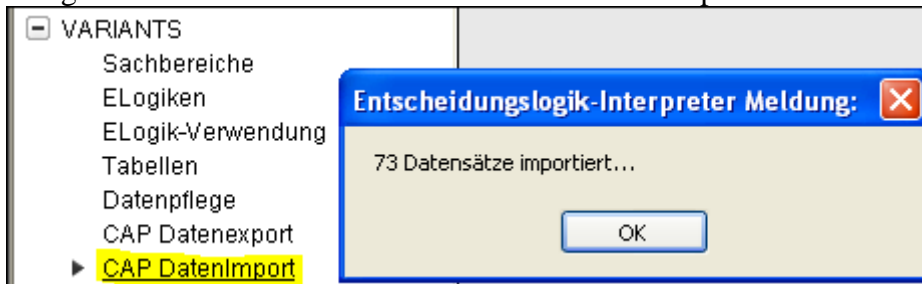 VARIANTS
Sachbereiche
ELogiken
ELogik-Verwendung
Tabellen
Datenpflege
CAP Datenexport
CAP DatenImport
Entscheidungslogik-Interpreter Meldung:
73 Datensätze importiert...
OK